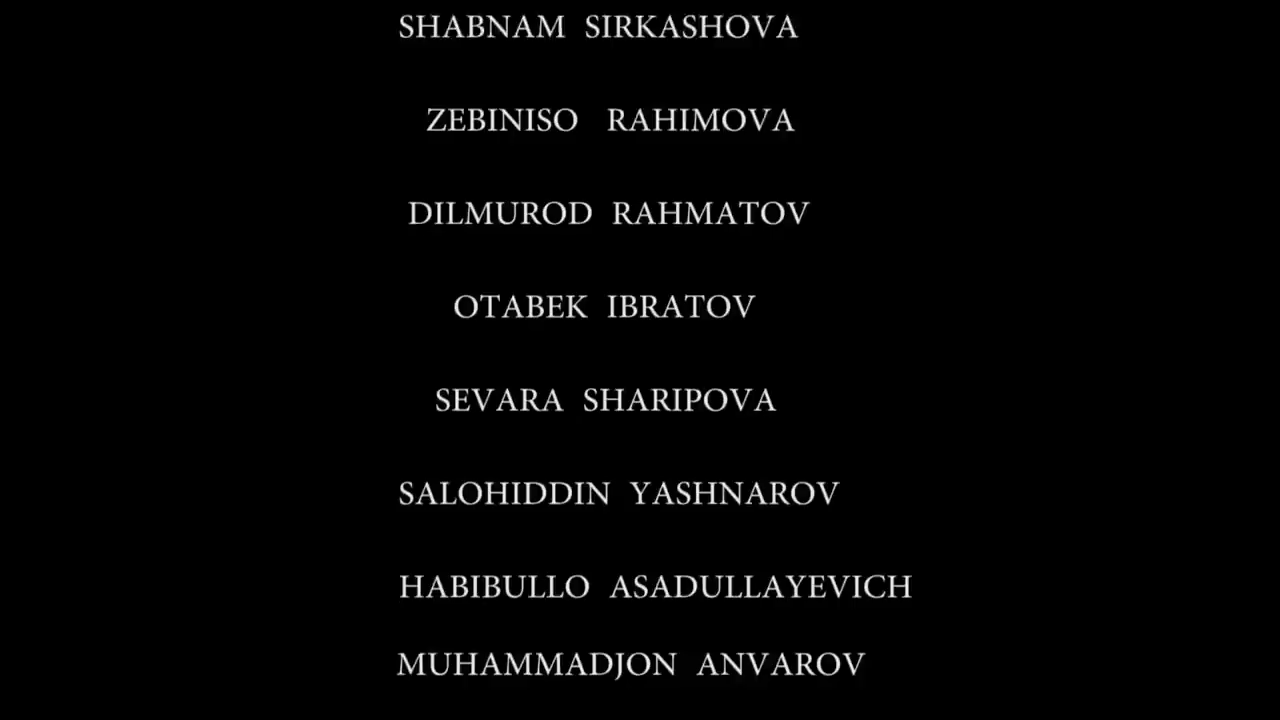 SHABNAM SIRKASHOVA
ZEBINISO RAHIMOVA
DILMUROD RAHMATOV
OTABEK IBRATOV
SEVARA SHARIPOVA
SALOHIDDIN YASHNAROV
HABIBULLO ASADULLAYEVICH
MUHAMMADJON ANVAROV